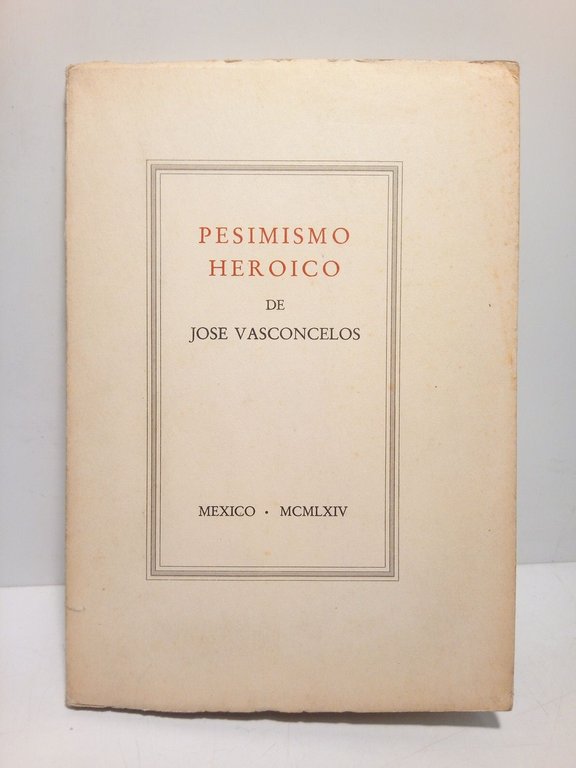 PESIMISMO
HEROICO
DE
JOSE VASCONCELOS
MEXICO • MCMLXIV